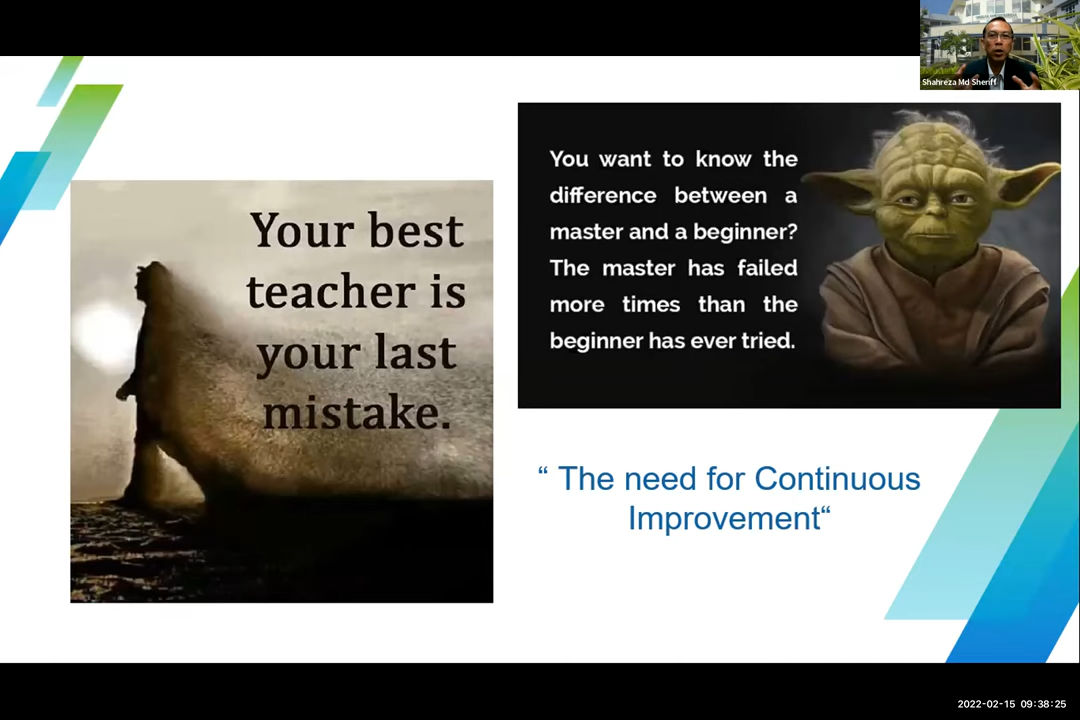 Shahreza Md Sheriff
Your best
teacher is
your last
mistake.
You want to know the
difference between a
master and a beginner?
The master has failed
more times than the
beginner has ever tried.
“ The need for Continuous
Improvement“
2022-02-15 09:38:25